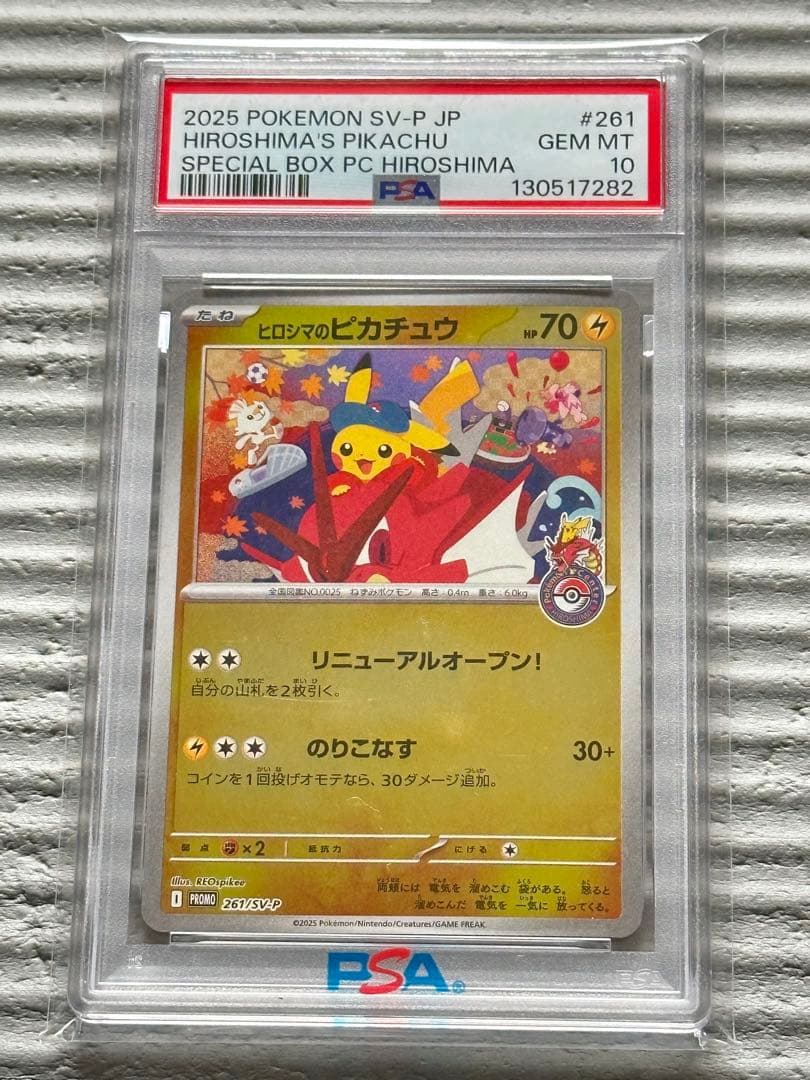 2025 POKEMON SV-P JP #261
HIROSHIMA'S PIKACHU GEM MT
SPECIAL BOX PC HIROSHIMA 10
PSA 130517282
たね ヒロシマのピカチュウ HP70
Pokémon Center
HIROSHIMA
全国図鑑NO.0025 ねずみポケモン 高さ:0.4m 重さ:6.0kg
リニューアルオープン!
自分の山札を2枚引く。
のりこなす 30+
コインを1回投げオモテなら、30ダメージ追加。
弱点 ×2 抵抗力 にげる
Illus. REOspikee
I PROMO 261/SV-P
両頬には 電気を 溜めこむ 袋がある。 怒ると
溜めこんだ 電気を 一気に 放ってくる。
©2025 Pokémon/Nintendo/Creatures/GAME FREAK.
PSA®